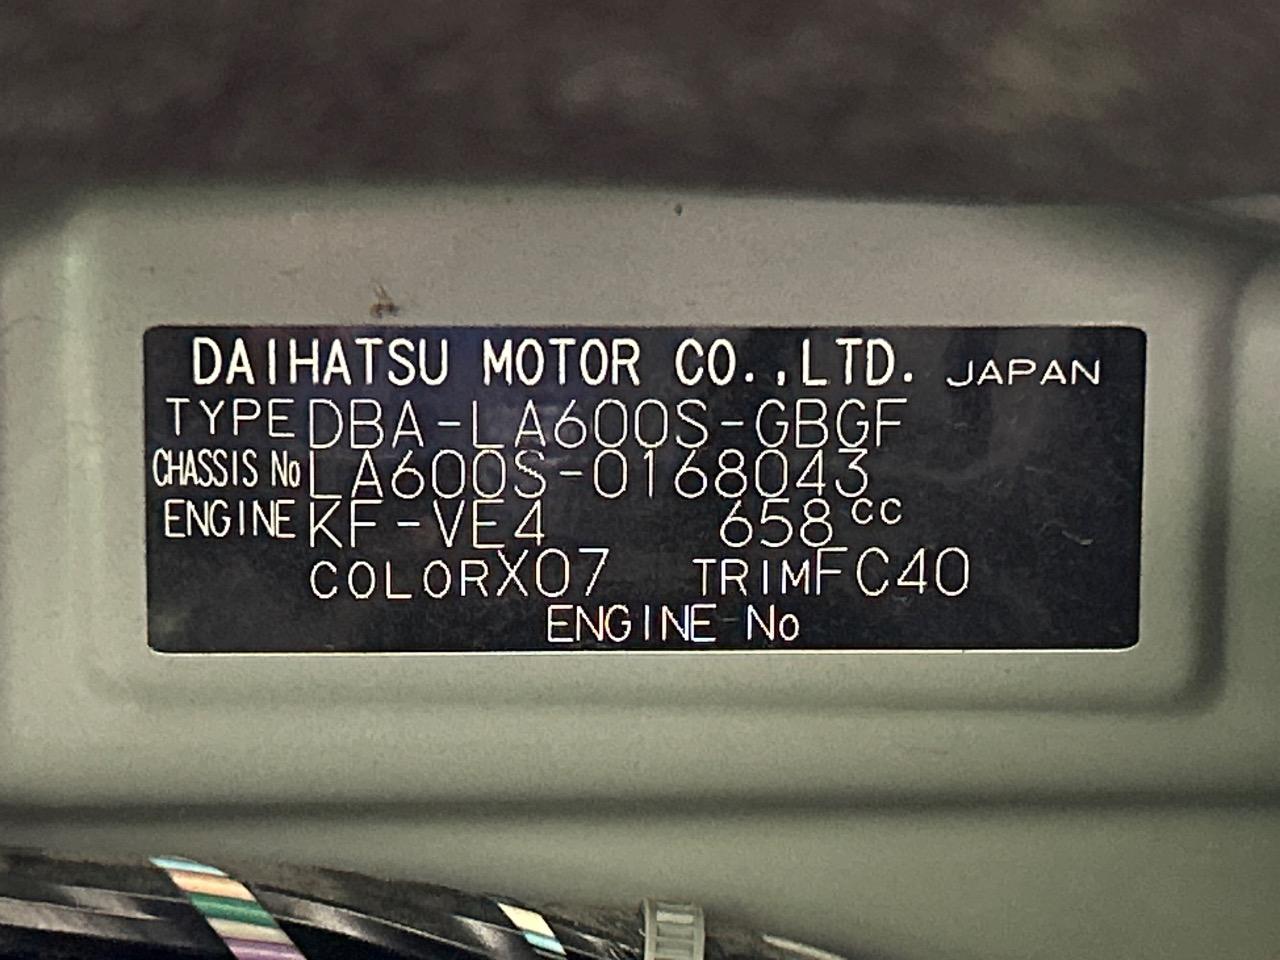 DAIHATSU MOTOR CO.,LTD. JAPAN
TYPE DBA-LA600S-GBGF
CHASSIS No LA600S-0168043
ENGINE KF-VE4 658cc
COLOR X07 TRIM FC40
ENGINE No